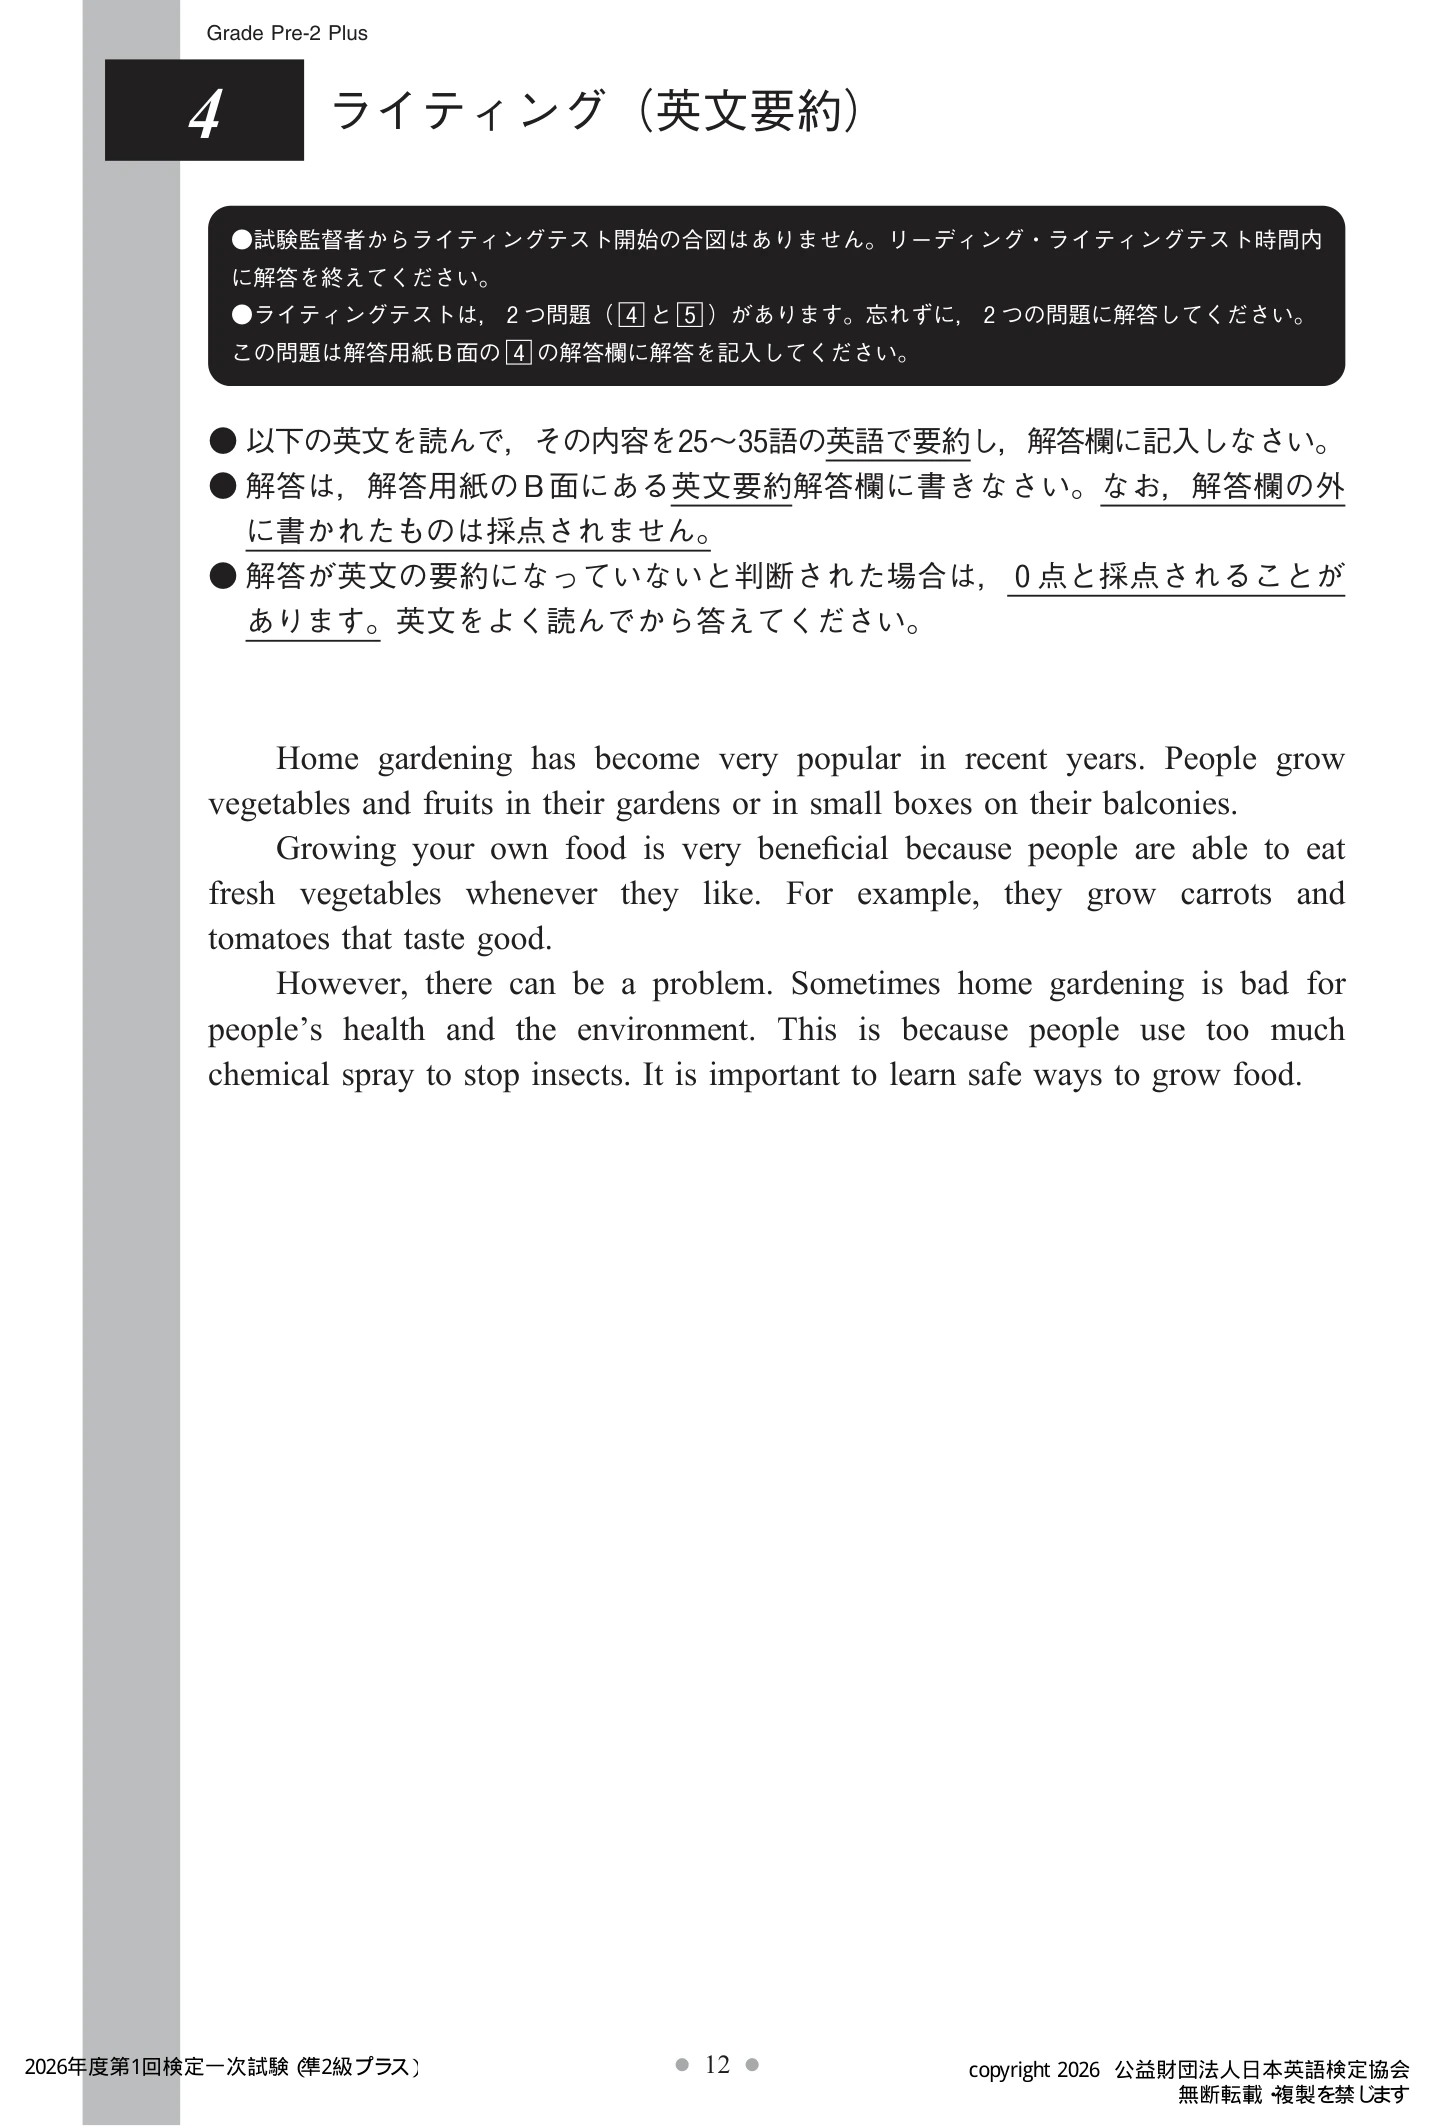 Grade Pre-2 Plus
4
ライティング（英文要約）
●試験監督者からライティングテスト開始の合図はありません。リーディング・ライティングテスト時間内
に解答を終えてください。
●ライティングテストは，２つ問題（4と5）があります。忘れずに，２つの問題に解答してください。
この問題は解答用紙Ｂ面の4の解答欄に解答を記入してください。
● 以下の英文を読んで，その内容を25～35語の英語で要約し，解答欄に記入しなさい。
● 解答は，解答用紙のＢ面にある英文要約解答欄に書きなさい。なお，解答欄の外
に書かれたものは採点されません。
● 解答が英文の要約になっていないと判断された場合は，０点と採点されることが
あります。英文をよく読んでから答えてください。
Home gardening has become very popular in recent years. People grow
vegetables and fruits in their gardens or in small boxes on their balconies.
Growing your own food is very beneficial because people are able to eat
fresh vegetables whenever they like. For example, they grow carrots and
tomatoes that taste good.
However, there can be a problem. Sometimes home gardening is bad for
people’s health and the environment. This is because people use too much
chemical spray to stop insects. It is important to learn safe ways to grow food.
2026年度第1回検定一次試験（準2級プラス）
● 12 ●
copyright 2026 公益財団法人日本英語検定協会
無断転載・複製を禁じます